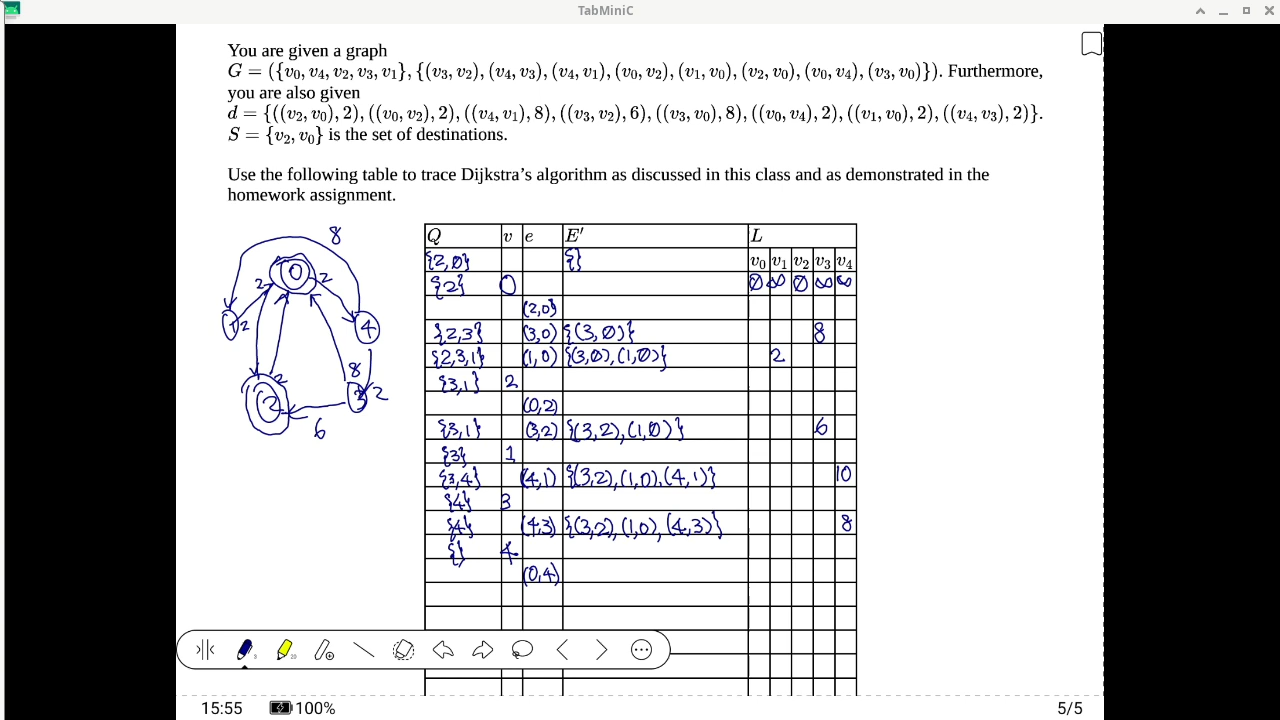 TabMiniC
You are given a graph
G = ({v₀, v₄, v₂, v₃, v₁}, {(v₃, v₂), (v₄, v₃), (v₄, v₁), (v₀, v₂), (v₁, v₀), (v₂, v₀), (v₀, v₄), (v₃, v₀)}). Furthermore,
you are also given
d = {((v₂, v₀), 2), ((v₀, v₂), 2), ((v₄, v₁), 8), ((v₃, v₂), 6), ((v₃, v₀), 8), ((v₀, v₄), 2), ((v₁, v₀), 2), ((v₄, v₃), 2)}.
S = {v₂, v₀} is the set of destinations.
Use the following table to trace Dijkstra's algorithm as discussed in this class and as demonstrated in the
homework assignment.
8
0
2 2
1 2 4
2 8
2 3 2
6
Q v e E′ L
{2,0} {} v₀ v₁ v₂ v₃ v₄
{2} 0 0 ∞ 0 ∞ ∞
(2,0)
{2,3} (3,0) {(3,0)} 8
{2,3,1} (1,0) {(3,0),(1,0)} 2
{3,1} 2
(0,2)
{3,1} (3,2) {(3,2),(1,0)} 6
{3} 1
{3,4} (4,1) {(3,2),(1,0),(4,1)} 10
{4} 3
{4} (4,3) {(3,2),(1,0),(4,3)} 8
{} 4
(0,4)
15:55 100% 5/5